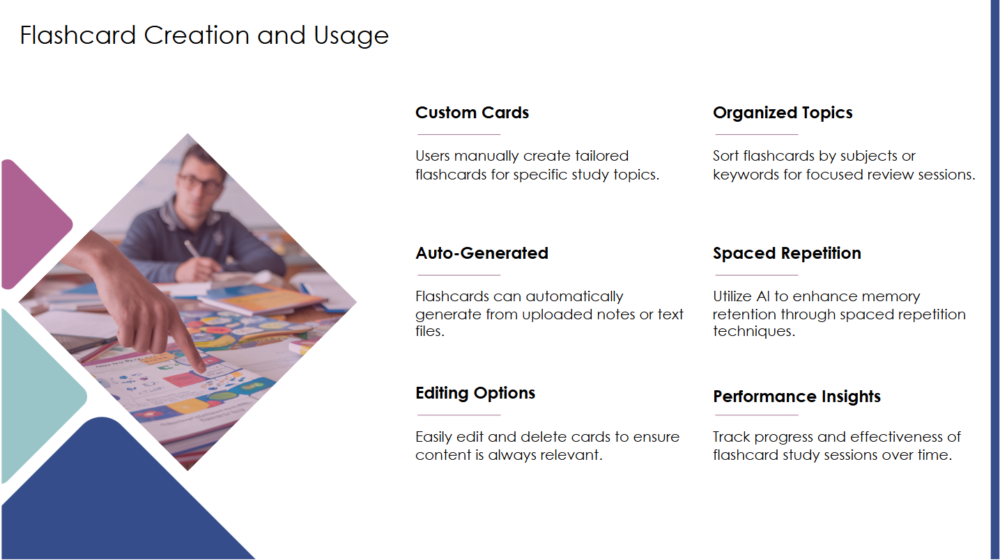 Flashcard Creation and Usage
Custom Cards
Users manually create tailored
flashcards for specific study topics.
Organized Topics
Sort flashcards by subjects or
keywords for focused review sessions.
Auto-Generated
Flashcards can automatically
generate from uploaded notes or text
files.
Spaced Repetition
Utilize AI to enhance memory
retention through spaced repetition
techniques.
Editing Options
Easily edit and delete cards to ensure
content is always relevant.
Performance Insights
Track progress and effectiveness of
flashcard study sessions over time.